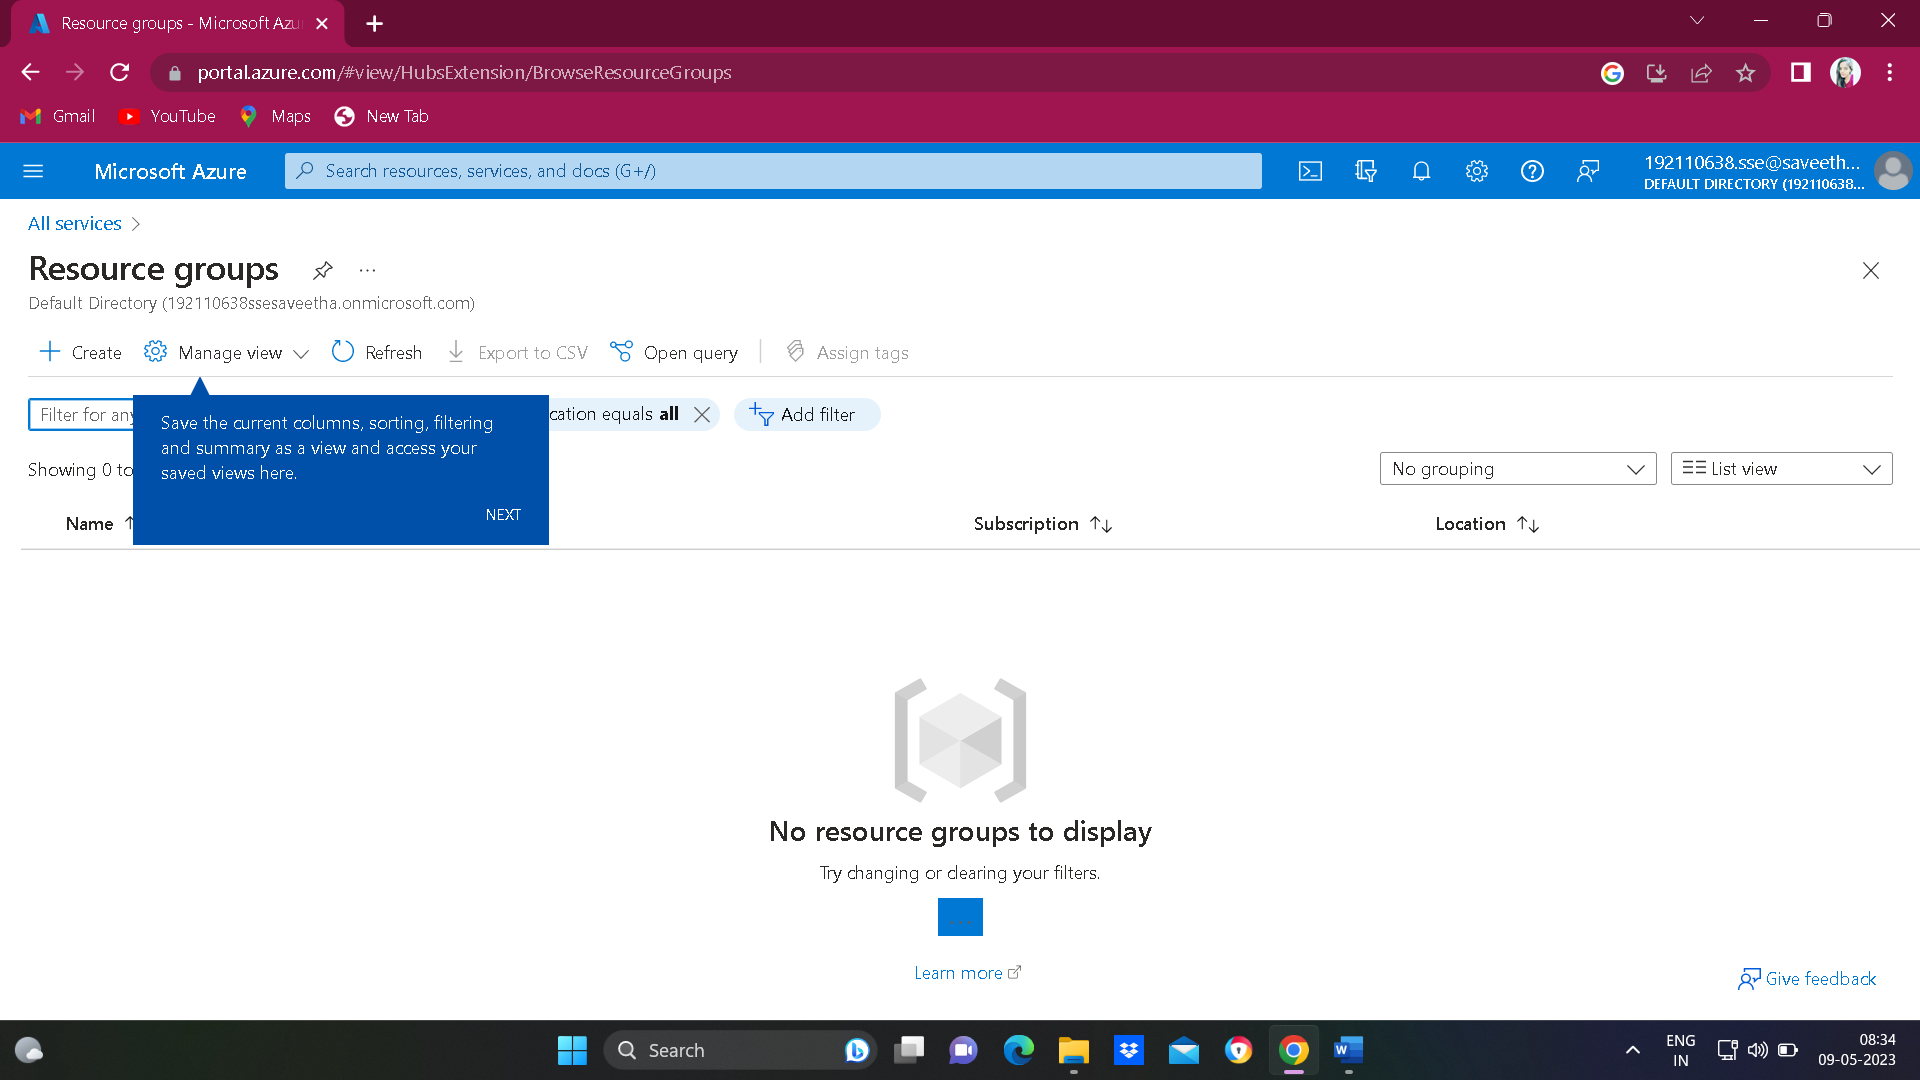 Resource groups - Microsoft Azu
portal.azure.com/#view/HubsExtension/BrowseResourceGroups
Gmail
YouTube
Maps
New Tab
Microsoft Azure
Search resources, services, and docs (G+/)
192110638.sse@saveeth...
DEFAULT DIRECTORY (192110638...
All services
Resource groups
Default Directory (192110638ssesaveetha.onmicrosoft.com)
Create
Manage view
Refresh
Export to CSV
Open query
Assign tags
Filter for any
cation equals all
Add filter
Save the current columns, sorting, filtering
and summary as a view and access your
saved views here.
NEXT
Showing 0 to
No grouping
List view
Name
Subscription
Location
No resource groups to display
Try changing or clearing your filters.
Learn more
Give feedback
Search
ENG
IN
08:34
09-05-2023